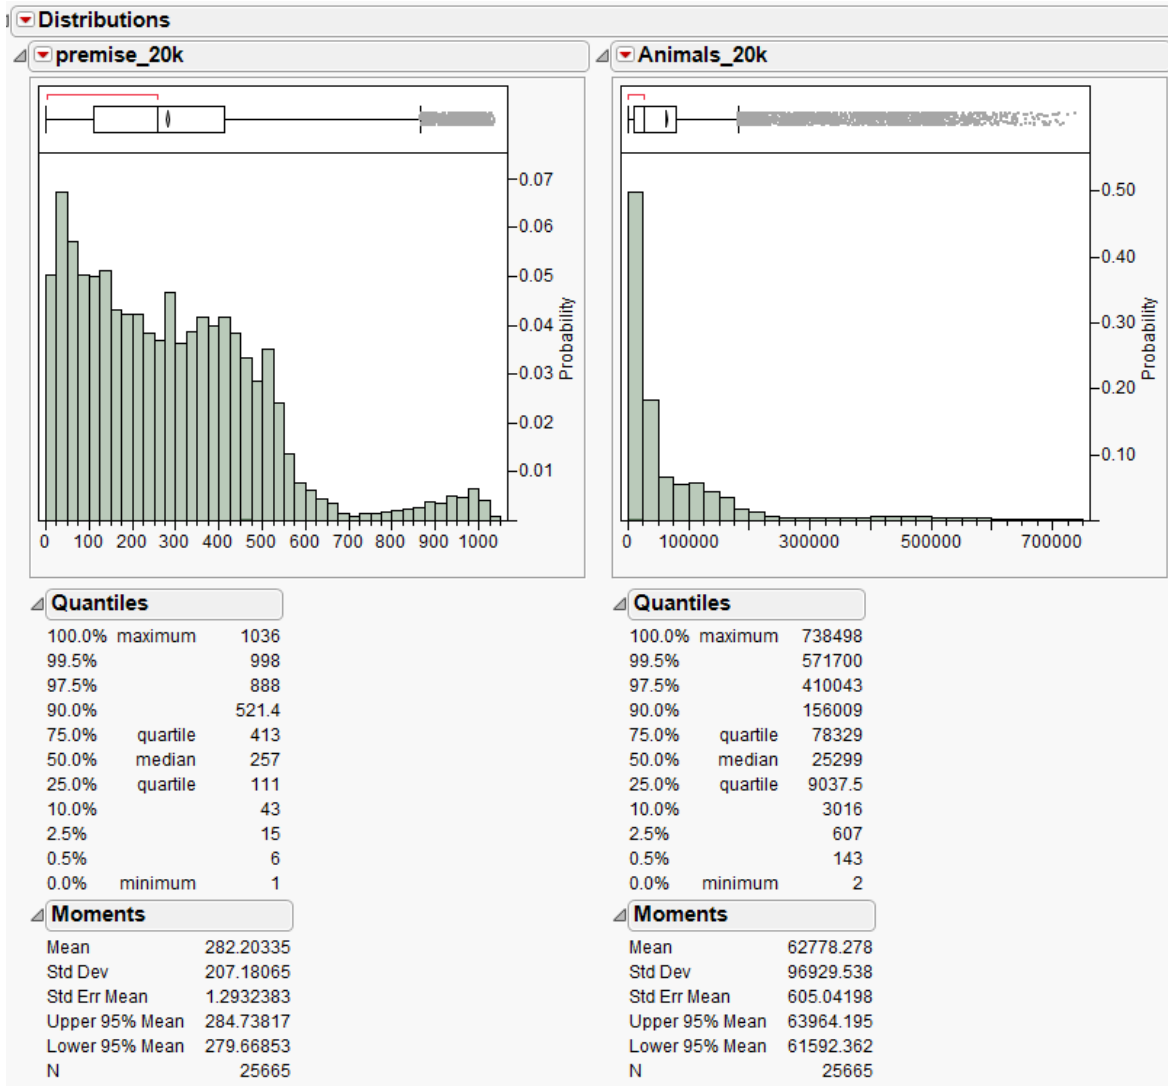 Distributions
premise_20k
0.07
0.06
0.05
0.04
0.03
0.02
0.01
Probability
0 100 200 300 400 500 600 700 800 900 1000
Quantiles
100.0% maximum 1036
99.5% 998
97.5% 888
90.0% 521.4
75.0% quartile 413
50.0% median 257
25.0% quartile 111
10.0% 43
2.5% 15
0.5% 6
0.0% minimum 1
Moments
Mean 282.20335
Std Dev 207.18065
Std Err Mean 1.2932383
Upper 95% Mean 284.73817
Lower 95% Mean 279.66853
N 25665
Animals_20k
0.50
0.40
0.30
0.20
0.10
Probability
0 100000 300000 500000 700000
Quantiles
100.0% maximum 738498
99.5% 571700
97.5% 410043
90.0% 156009
75.0% quartile 78329
50.0% median 25299
25.0% quartile 9037.5
10.0% 3016
2.5% 607
0.5% 143
0.0% minimum 2
Moments
Mean 62778.278
Std Dev 96929.538
Std Err Mean 605.04198
Upper 95% Mean 63964.195
Lower 95% Mean 61592.362
N 25665